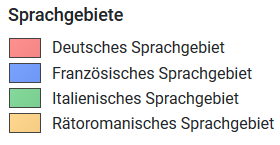 Sprachgebiete
Deutsches Sprachgebiet
Französisches Sprachgebiet
Italienisches Sprachgebiet
Rätoromanisches Sprachgebiet